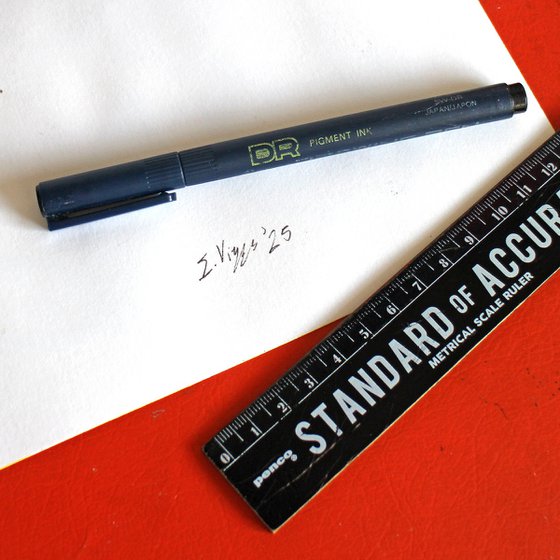 DR PIGMENT INK
JAPAN/JAPON
'25
0 1 2 3 4 5 6 7 8 9 10 11 12
STANDARD OF ACCUR
METRICAL SCALE RULER
penco